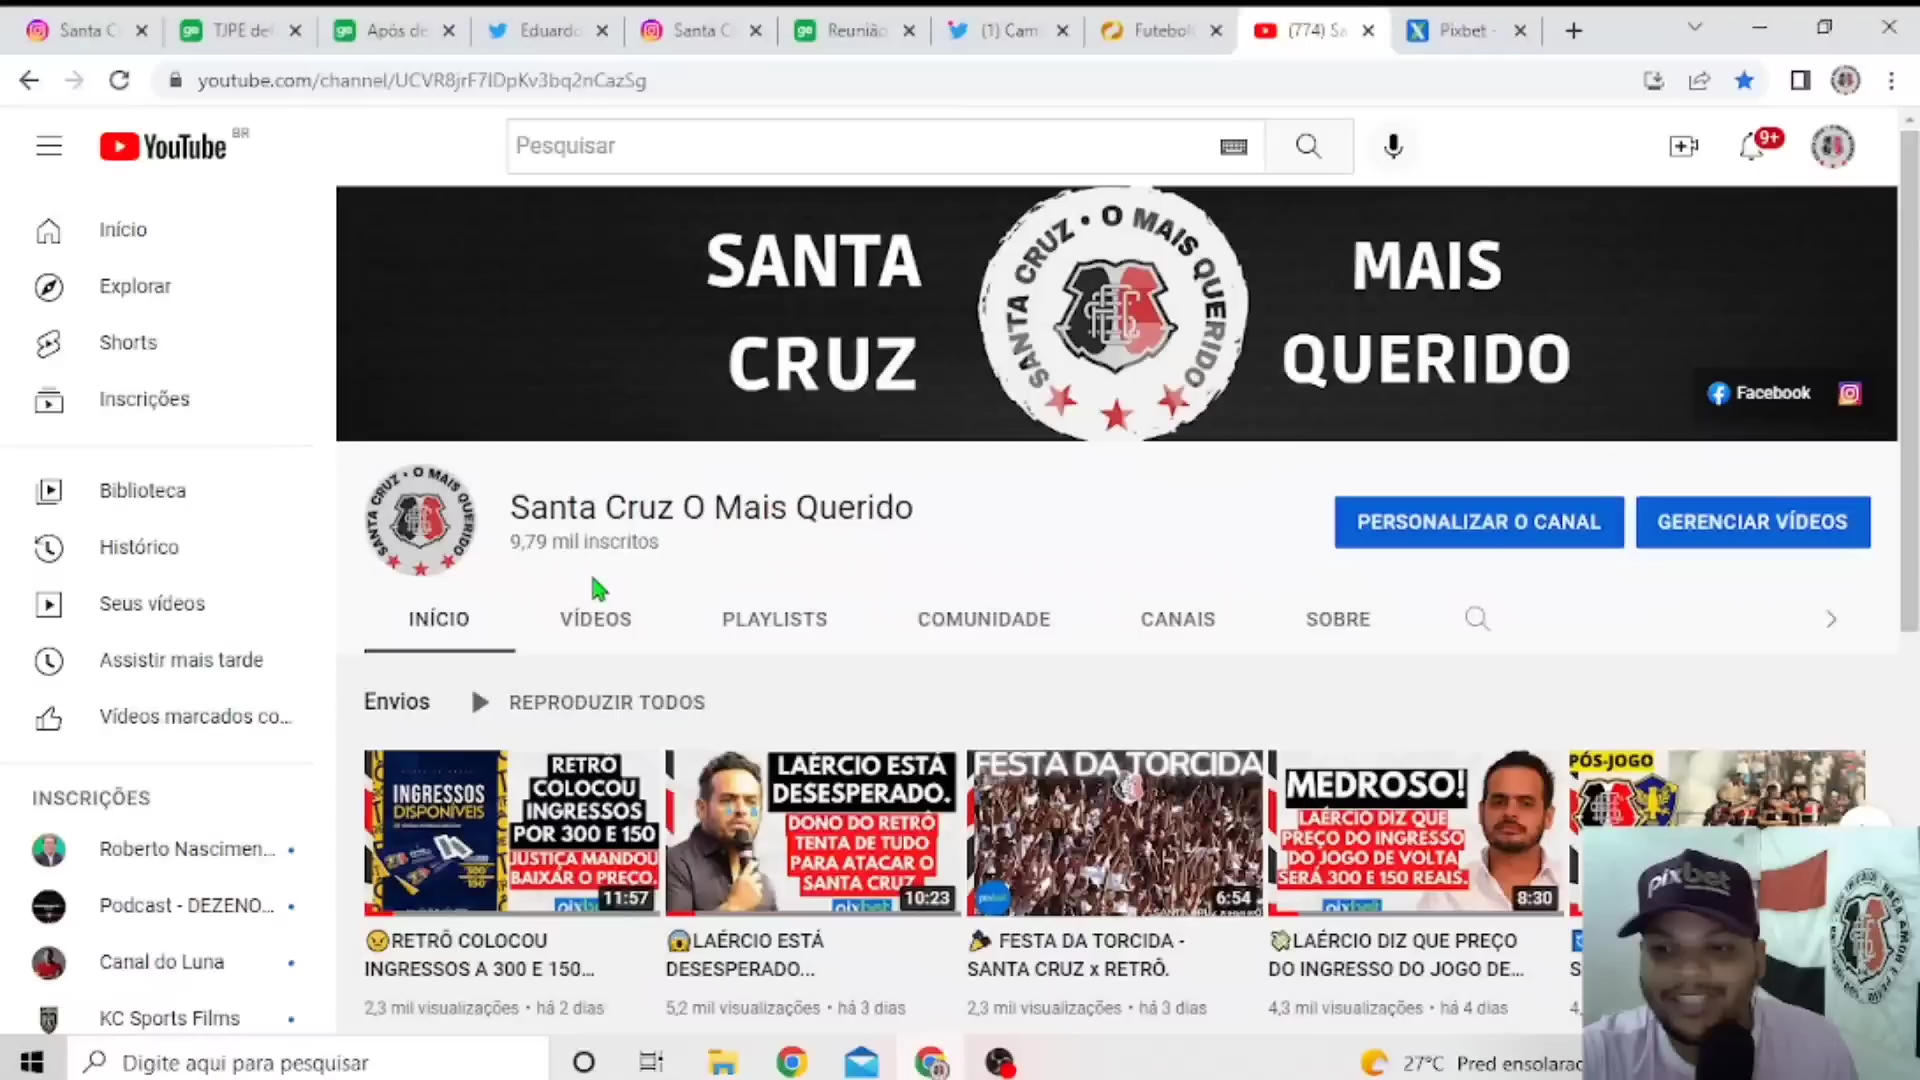 Santa C
TJPE de
Após de
Eduardo
Santa C
Reunião
(1) Cam
Futebol
(774) Sa
Pixbet -
youtube.com/channel/UCVR8jrF7lDpKv3bq2nCazSg
YouTube BR
Pesquisar
9+
Início
Explorar
Shorts
Inscrições
Biblioteca
Histórico
Seus vídeos
Assistir mais tarde
Vídeos marcados co...
INSCRIÇÕES
Roberto Nascimen...
Podcast - DEZENO...
Canal do Luna
KC Sports Films
SANTA CRUZ
SANTA CRUZ • O MAIS QUERIDO
MAIS QUERIDO
Facebook
SANTA CRUZ • O MAIS QUERIDO
Santa Cruz O Mais Querido
9,79 mil inscritos
PERSONALIZAR O CANAL
GERENCIAR VÍDEOS
INÍCIO
VÍDEOS
PLAYLISTS
COMUNIDADE
CANAIS
SOBRE
Envios
REPRODUZIR TODOS
INGRESSOS
DISPONÍVEIS
RETRÔ
COLOCOU
INGRESSOS
POR 300 E 150
JUSTIÇA MANDOU
BAIXAR O PREÇO.
11:57
LAÉRCIO ESTÁ
DESESPERADO.
DONO DO RETRÔ
TENTA DE TUDO
PARA ATACAR O
SANTA CRUZ
10:23
FESTA DA TORCIDA
6:54
MEDROSO!
LAÉRCIO DIZ QUE
PREÇO DO INGRESSO
DO JOGO DE VOLTA
SERÁ 300 E 150 REAIS.
8:30
PÓS-JOGO
RETRÔ COLOCOU
INGRESSOS A 300 E 150...
2,3 mil visualizações • há 2 dias
LAÉRCIO ESTÁ
DESESPERADO...
5,2 mil visualizações • há 3 dias
FESTA DA TORCIDA -
SANTA CRUZ x RETRÔ.
2,3 mil visualizações • há 3 dias
LAÉRCIO DIZ QUE PREÇO
DO INGRESSO DO JOGO DE...
4,3 mil visualizações • há 4 dias
pixbet
Digite aqui para pesquisar
27°C Pred ensolarac